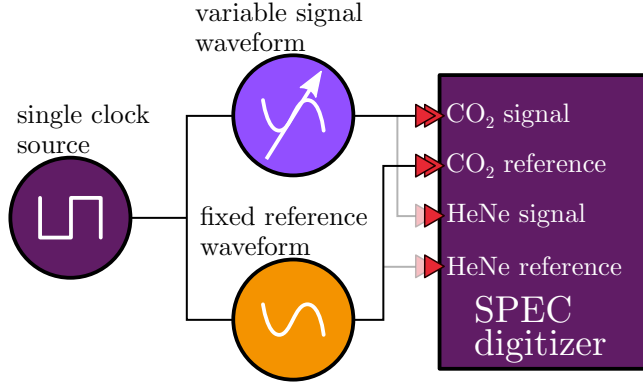 variable signal
waveform
single clock
source
fixed reference
waveform
CO₂ signal
CO₂ reference
HeNe signal
HeNe reference
SPEC
digitizer